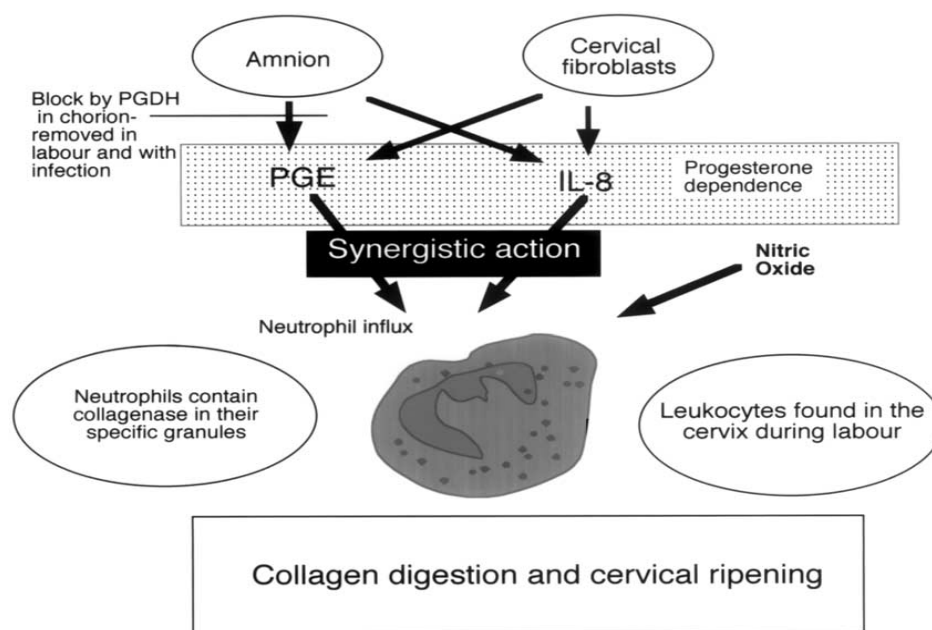 Amnion
Cervical
fibroblasts
Block by PGDH
in chorion-
removed in
labour and with
infection
PGE
IL-8
Progesterone
dependence
Synergistic action
Nitric
Oxide
Neutrophil influx
Neutrophils contain
collagenase in their
specific granules
Leukocytes found in the
cervix during labour
Collagen digestion and cervical ripening